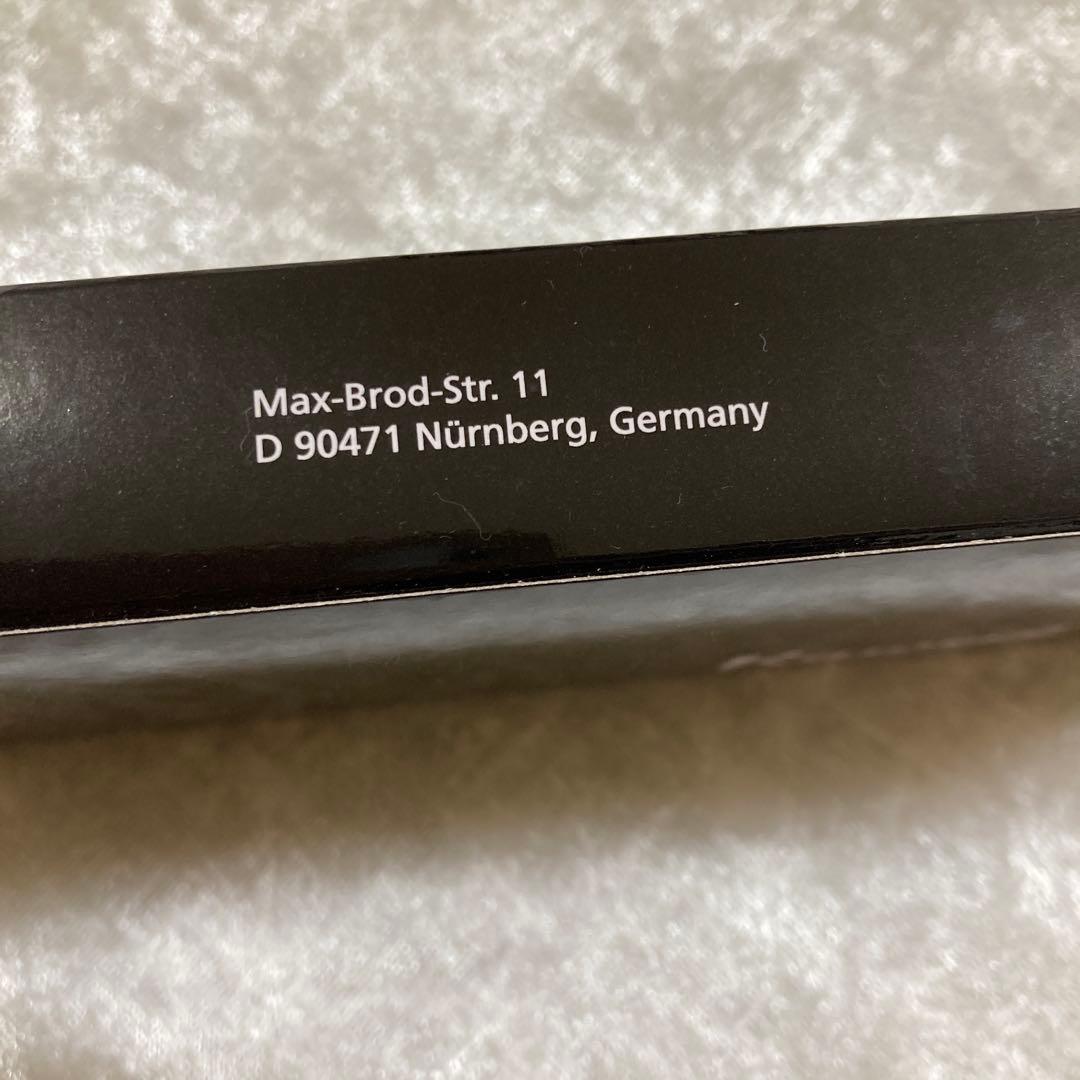 Max-Brod-Str. 11
D 90471 Nürnberg, Germany